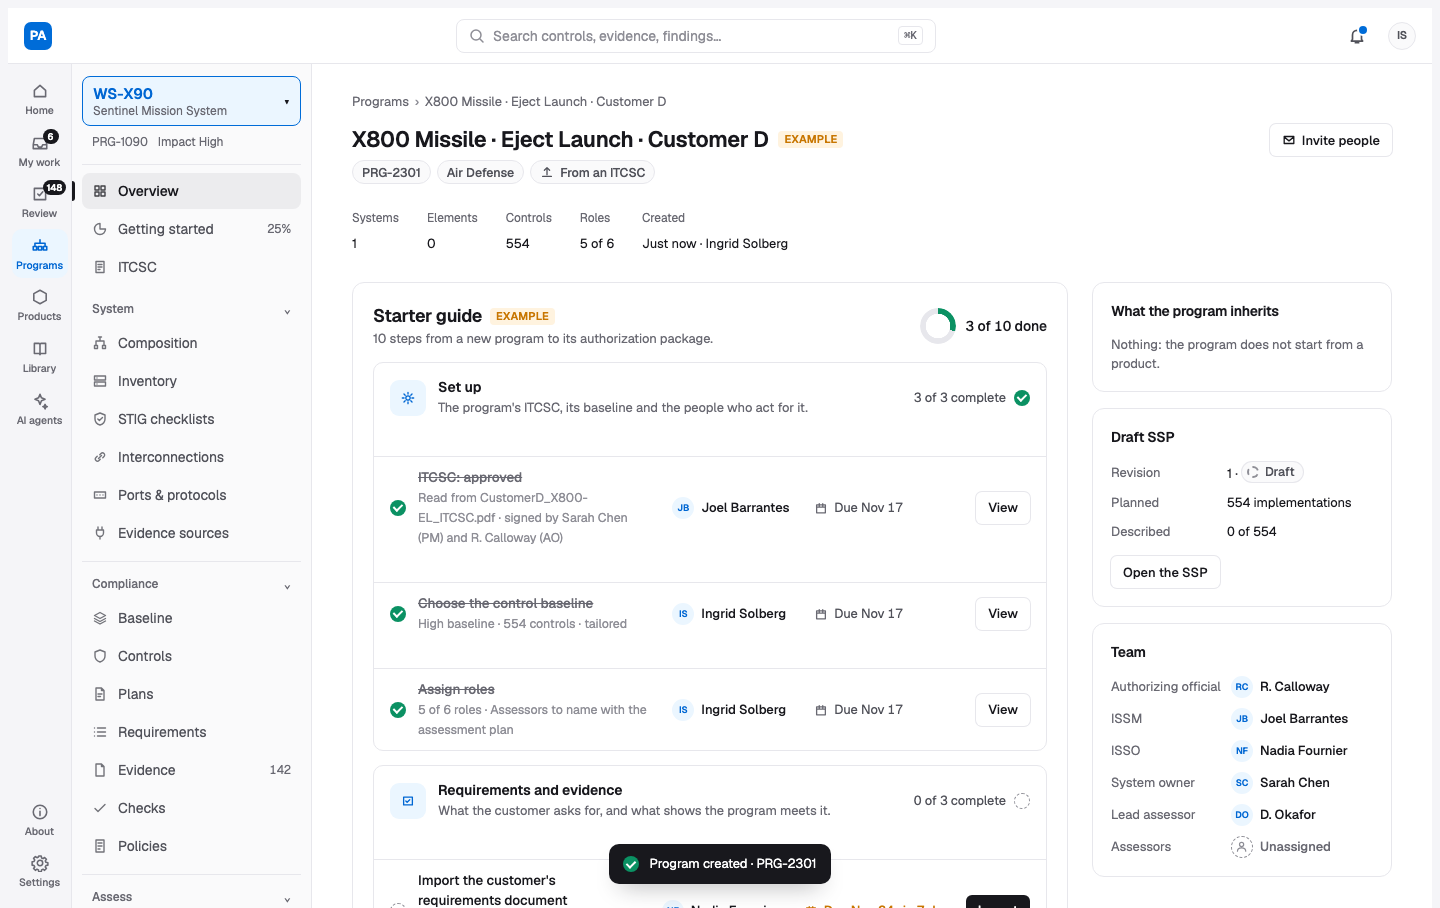 PA
Search controls, evidence, findings...
⌘K
IS
Home
6
My work
148
Review
Programs
Products
Library
AI agents
About
Settings
WS-X90
Sentinel Mission System
PRG-1090 Impact High
Overview
Getting started 25%
ITCSC
System
Composition
Inventory
STIG checklists
Interconnections
Ports & protocols
Evidence sources
Compliance
Baseline
Controls
Plans
Requirements
Evidence 142
Checks
Policies
Assess
Programs › X800 Missile · Eject Launch · Customer D
X800 Missile · Eject Launch · Customer D EXAMPLE
Invite people
PRG-2301 Air Defense From an ITCSC
Systems Elements Controls Roles Created
1 0 554 5 of 6 Just now · Ingrid Solberg
Starter guide EXAMPLE
10 steps from a new program to its authorization package.
3 of 10 done
Set up
The program's ITCSC, its baseline and the people who act for it.
3 of 3 complete
ITCSC: approved
Read from CustomerD_X800-
EL_ITCSC.pdf · signed by Sarah Chen
(PM) and R. Calloway (AO)
JB Joel Barrantes Due Nov 17 View
Choose the control baseline
High baseline · 554 controls · tailored
IS Ingrid Solberg Due Nov 17 View
Assign roles
5 of 6 roles · Assessors to name with the
assessment plan
IS Ingrid Solberg Due Nov 17 View
Requirements and evidence
What the customer asks for, and what shows the program meets it.
0 of 3 complete
Import the customer's
requirements document
Program created · PRG-2301
What the program inherits
Nothing: the program does not start from a
product.
Draft SSP
Revision 1 · Draft
Planned 554 implementations
Described 0 of 554
Open the SSP
Team
Authorizing official RC R. Calloway
ISSM JB Joel Barrantes
ISSO NF Nadia Fournier
System owner SC Sarah Chen
Lead assessor DO D. Okafor
Assessors Unassigned